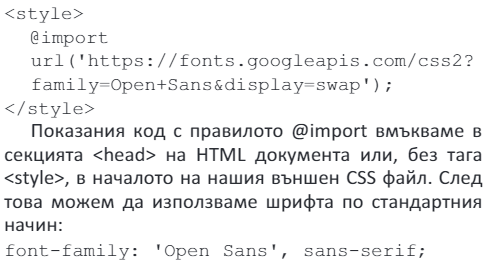 <style>
@import
url('https://fonts.googleapis.com/css2?
family=Open+Sans&display=swap');
</style>
Показания код с правилото @import вмъкваме в
секцията <head> на HTML документа или, без тага
<style>, в началото на нашия външен CSS файл. След
това можем да използваме шрифта по стандартния
начин:
font-family: 'Open Sans', sans-serif;